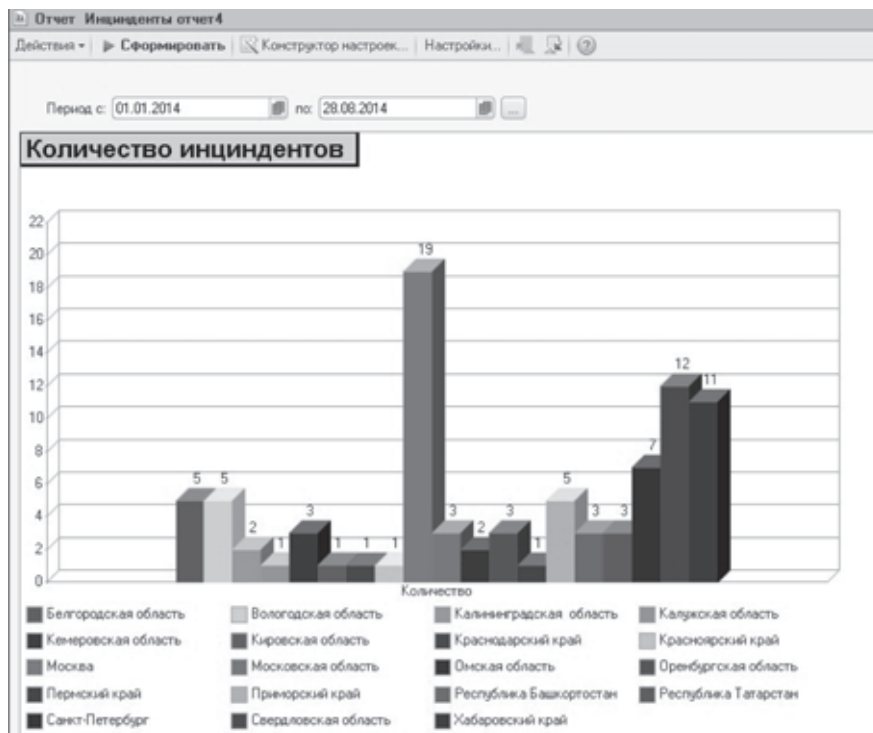 Отчет Инцинденты отчет4
Действия Сформировать Конструктор настроек... Настройки... ?
Период с: 01.01.2014 по: 28.08.2014 ...
Количество инциндентов
22
20
18
16
14
12
10
8
6
4
2
0
5 5 2 1 3 1 1 1 19 3 2 3 1 5 3 3 7 12 11
Количество
Белгородская область Вологодская область Калининградская область Калужская область
Кемеровская область Кировская область Краснодарский край Красноярский край
Москва Московская область Омская область Оренбургская область
Пермский край Приморский край Республика Башкортостан Республика Татарстан
Санкт-Петербург Свердловская область Хабаровский край